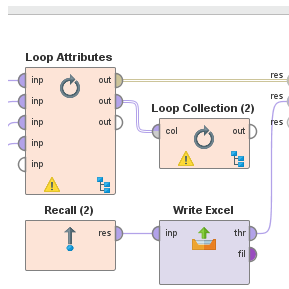 Loop Attributes
inp out res
inp out res
inp out res
inp
inp
Loop Collection (2)
col out
Recall (2)
res
Write Excel
inp thr
fil